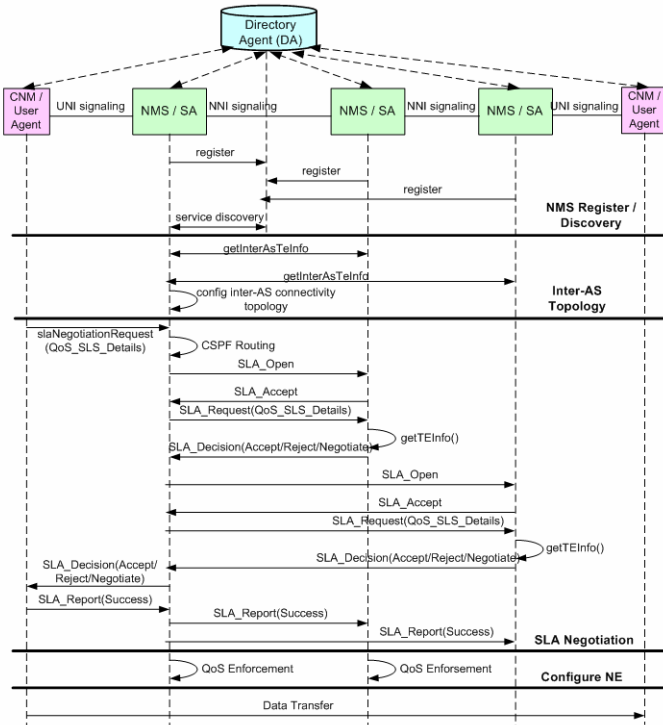 Directory
Agent (DA)
CNM /
User
Agent
UNI signaling
NMS / SA
NNI signaling
NMS / SA
NNI signaling
NMS / SA
UNI signaling
CNM /
User
Agent
register
register
register
service discovery
NMS Register /
Discovery
getInterAsTeInfo
getInterAsTeInfo
config inter-AS connectivity
topology
Inter-AS
Topology
slaNegotiationRequest
(QoS_SLS_Details)
CSPF Routing
SLA_Open
SLA_Accept
SLA_Request(QoS_SLS_Details)
getTEInfo()
SLA_Decision(Accept/Reject/Negotiate)
SLA_Open
SLA_Accept
SLA_Request(QoS_SLS_Details)
getTEInfo()
SLA_Decision(Accept/Reject/Negotiate)
SLA_Decision(Accept/
Reject/Negotiate)
SLA_Report(Success)
SLA_Report(Success)
SLA_Report(Success)
SLA Negotiation
QoS Enforcement
QoS Enforsement
Configure NE
Data Transfer